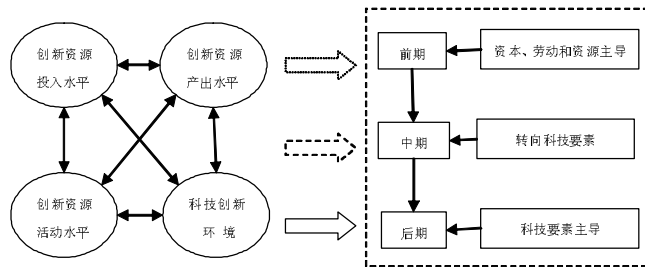 创新资源
投入水平
创新资源
产出水平
创新资源
活动水平
科技创新
环 境
前期
资本、劳动和资源主导
中期
转向科技要素
后期
科技要素主导